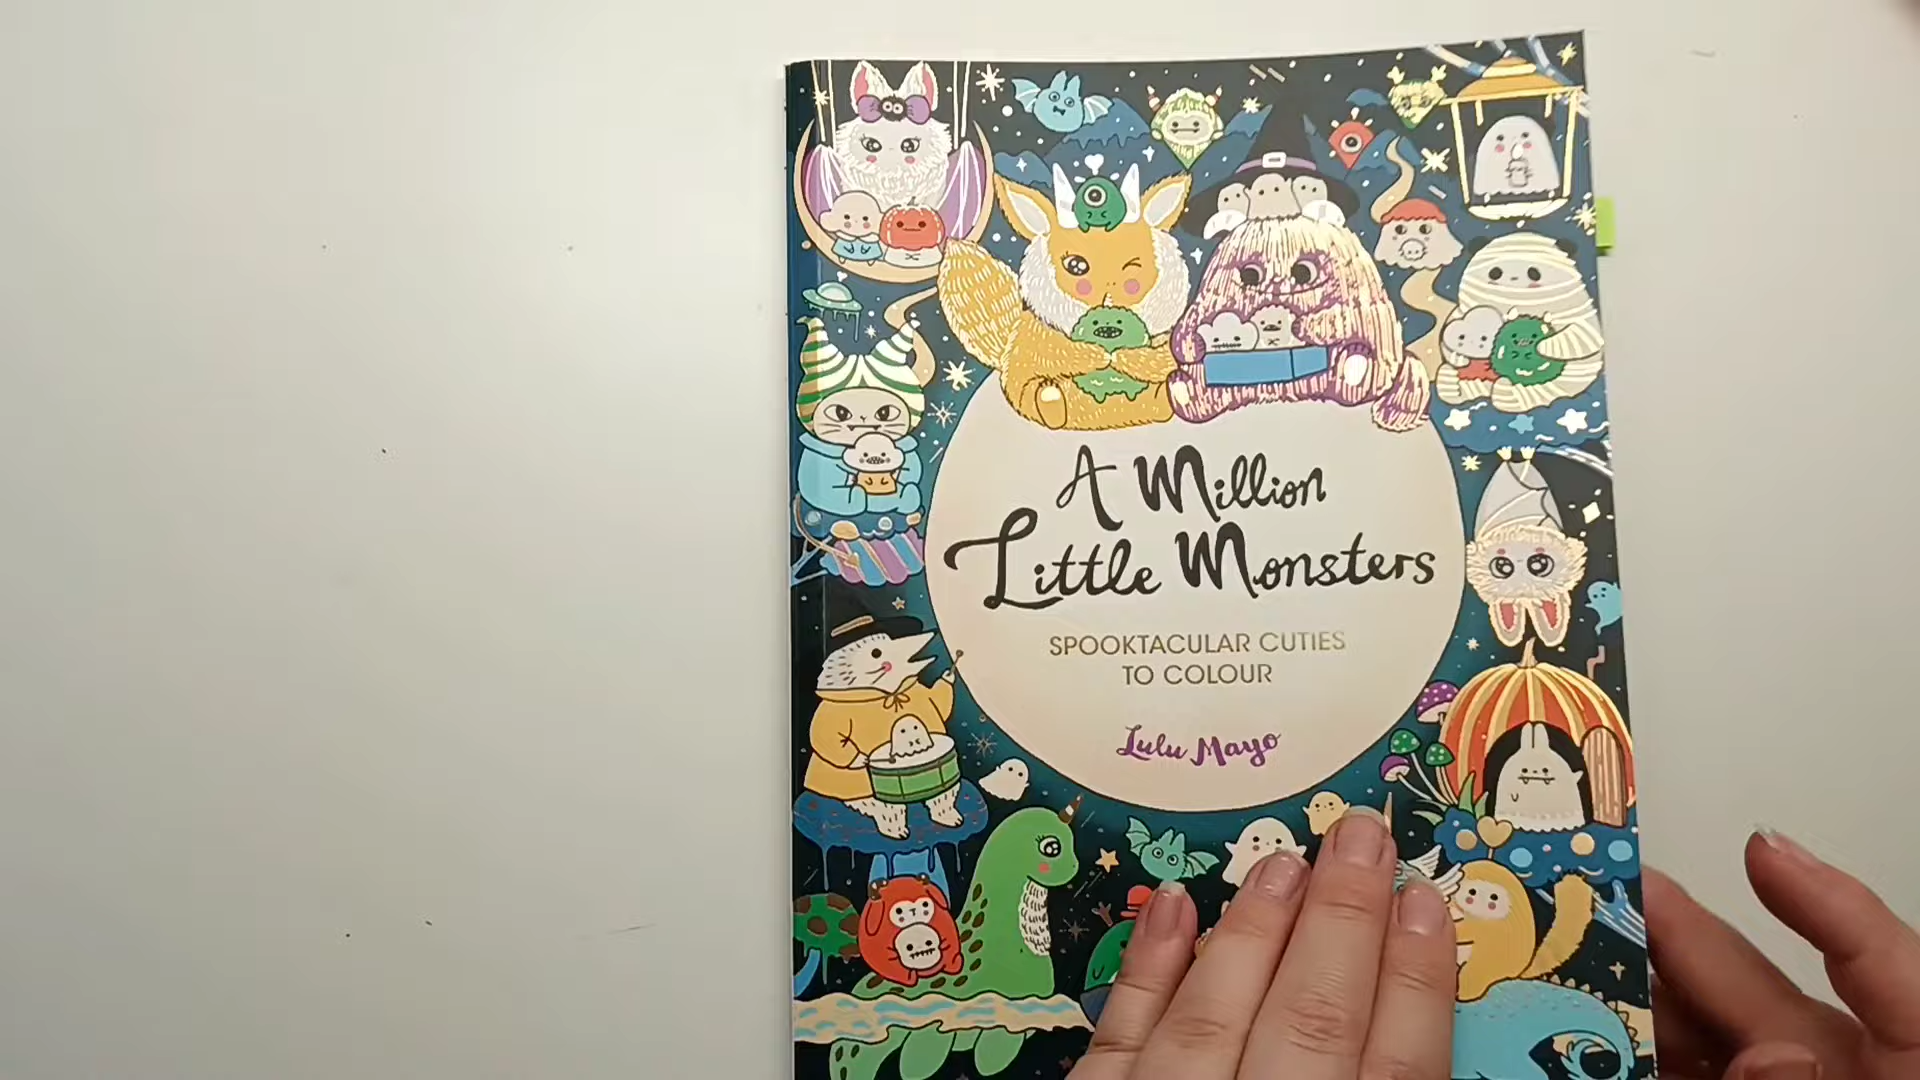 A Million
Little Monsters
SPOOKTACULAR CUTIES
TO COLOUR
Lulu Mayo